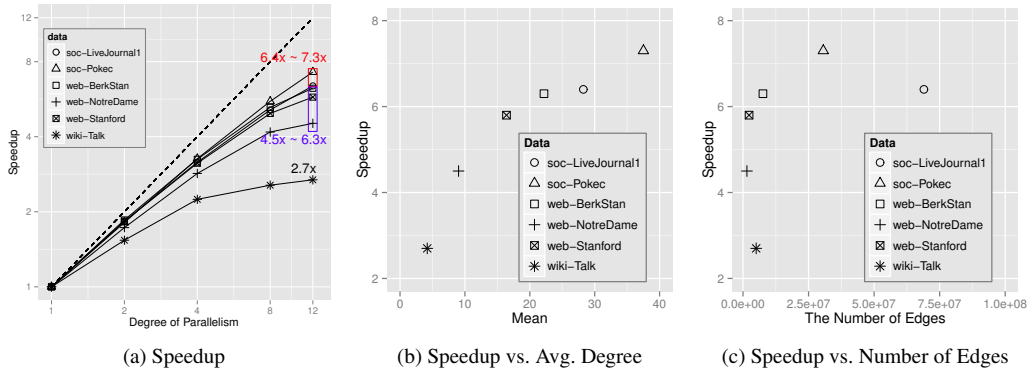 12
8
4
2
1
Speedup
data
soc-LiveJournal1
soc-Pokec
web-BerkStan
web-NotreDame
web-Stanford
wiki-Talk
6.4x ~ 7.3x
4.5x ~ 6.3x
2.7x
1 2 4 8 12
Degree of Parallelism
(a) Speedup
8
6
4
2
Speedup
Data
soc-LiveJournal1
soc-Pokec
web-BerkStan
web-NotreDame
web-Stanford
wiki-Talk
0 10 20 30 40
Mean
(b) Speedup vs. Avg. Degree
8
6
4
2
Speedup
Data
soc-LiveJournal1
soc-Pokec
web-BerkStan
web-NotreDame
web-Stanford
wiki-Talk
0.0e+00 2.5e+07 5.0e+07 7.5e+07 1.0e+08
The Number of Edges
(c) Speedup vs. Number of Edges